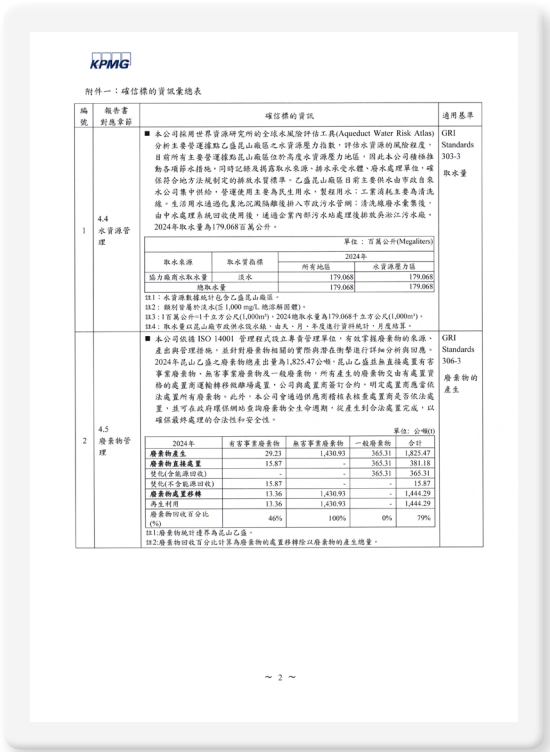 KPMG
附件一：確信標的資訊彙總表
編號 報告書對應章節 確信標的資訊 適用基準
1 4.4 水資源管理
■ 本公司採用世界資源研究所的全球水風險評估工具(Aqueduct Water Risk Atlas)
分析主要營運據點乙盛昆山廠區之水資源壓力指數，評估水資源的風險程度，
目前所有主要營運據點昆山廠區位於高度水資源壓力地區，因此本公司積極推
動各項節水措施，同時記錄及揭露取水來源、排水承受水體、廢水處理單位，確
保符合地方法規制定的排放水質標準。乙盛昆山廠區目前主要供水由市政自來
水公司集中供給，營運使用主要為民生用水，製程用水；工業消耗主要為清洗
線。生活用水通過化糞池沉澱隔離後排入市政污水管網；清洗線廢水彙集後，
由中水處理系統回收使用後，通過企業內部污水站處理後排放吳淞江污水廠。
2024年取水量為179.068百萬公升。
GRI Standards 303-3 取水量
單位：百萬公升(Megaliters)
取水來源 取水質指標 2024年
所有地區 水資源壓力區
協力廠商水取水量 淡水 179.068 179.068
總取水量 179.068 179.068
註1：水資源數據統計包含乙盛昆山廠區。
註2：類別皆屬於淡水(≦1,000 mg/L 總溶解固體)。
註3：1百萬公升=1千立方公尺(1,000m³)，2024總取水量為179.068千立方公尺(1,000m³)。
註4：取水量以昆山廠市政供水設水錶，由天、月、年度進行資料統計，月度結算。
2 4.5 廢棄物管理
■ 本公司依循 ISO 14001 管理程式設立專責管理單位，有效掌握廢棄物的來源、
產出與管理措施，並針對廢棄物相關的實際與潛在衝擊進行詳細分析與回應。
2024年昆山乙盛之廢棄物總產出量為1,825.47公噸，昆山乙盛並無直接處置有害
事業廢棄物、無害事業廢棄物及一般廢棄物，所有產生的廢棄物交由有處置資
格的處置商運輸轉移做離場處置，公司與處置商簽訂合約，明定處置商應當依
法處置所有廢棄物。此外，本公司會通過供應商稽核表核查處置商是否依法處
置，並可在政府環保網站查詢廢棄物全生命週期，從產生到合法處置完成，以
確保最終處理的合法性和安全性。
GRI Standards 306-3 廢棄物的產生
單位：公噸(t)
2024年 有害事業廢棄物 無害事業廢棄物 一般廢棄物 合計
廢棄物產生 29.23 1,430.93 365.31 1,825.47
廢棄物直接處置 15.87 - 365.31 381.18
焚化(含能源回收) - - 365.31 365.31
焚化(不含能源回收) 15.87 - - 15.87
廢棄物處置移轉 13.36 1,430.93 - 1,444.29
再生利用 13.36 1,430.93 - 1,444.29
廢棄物回收百分比(%) 46% 100% 0% 79%
註1:廢棄物統計邊界為昆山乙盛。
註2:廢棄物回收百分比計算為廢棄物的處置移轉除以廢棄物的產生總量。
～ 2 ～